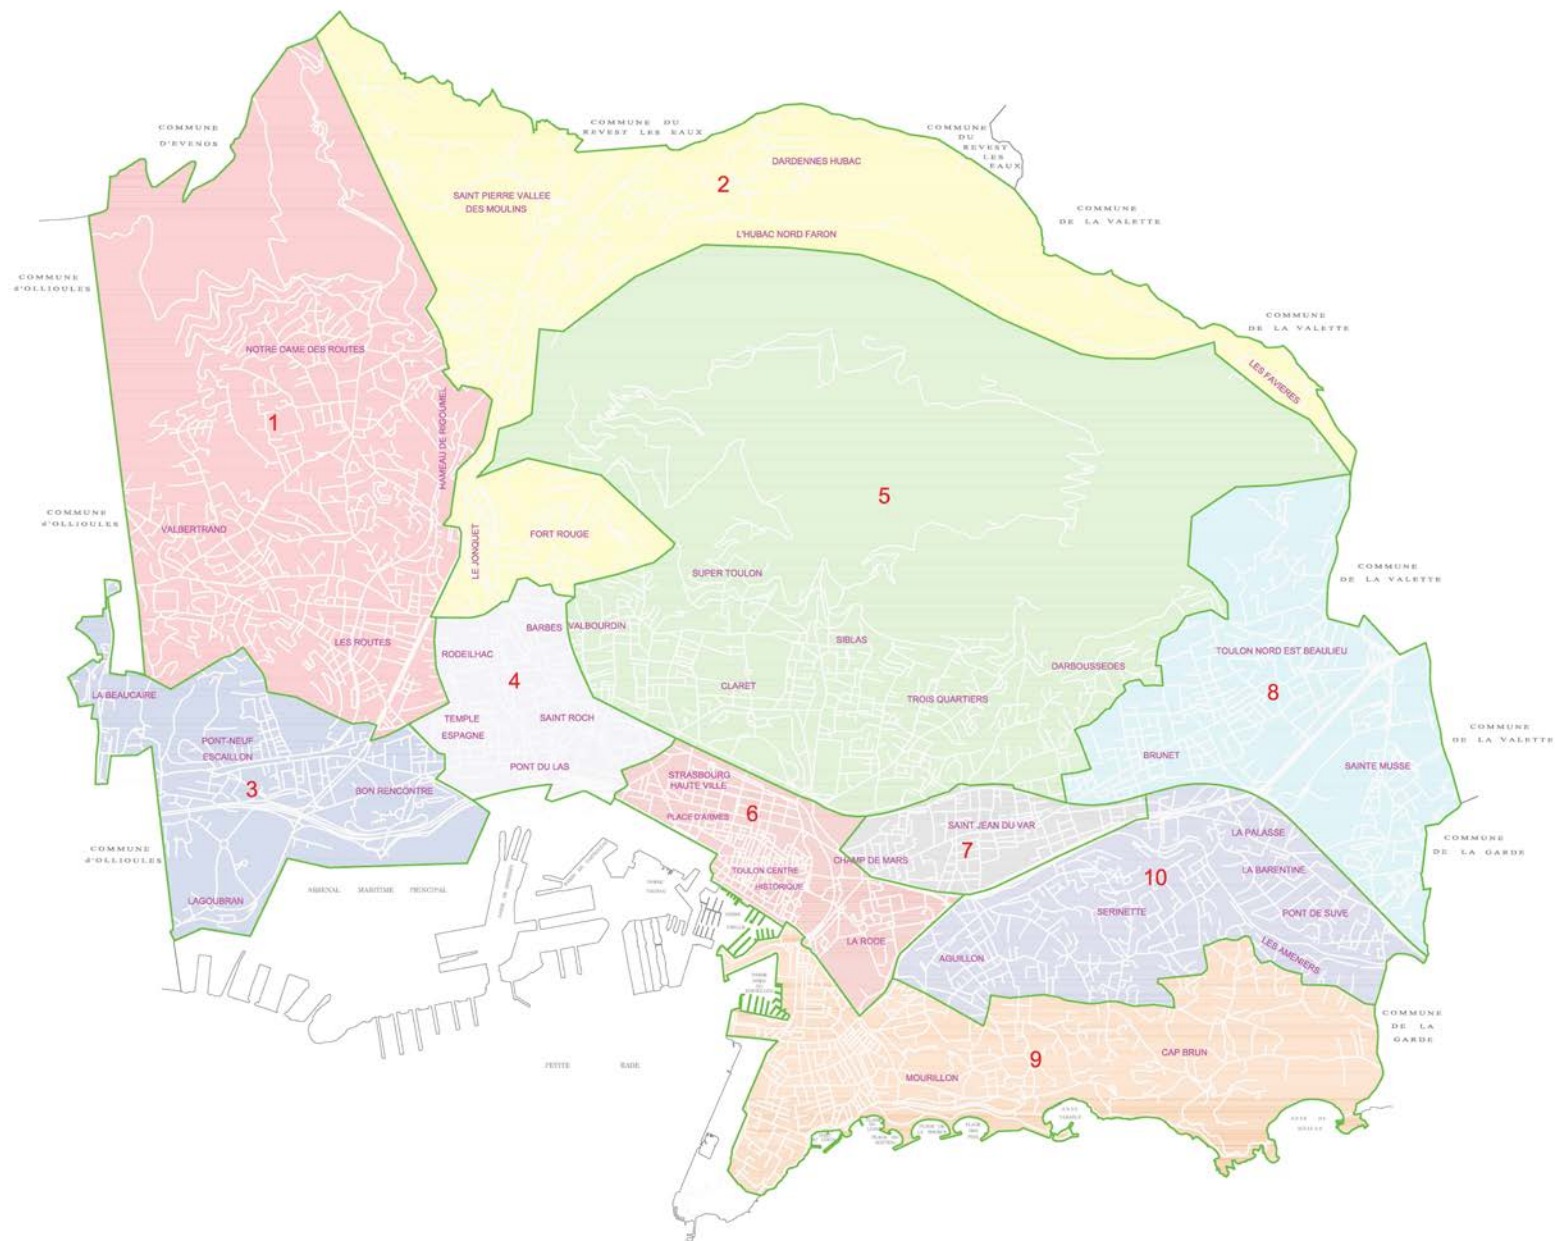 COMMUNE
D'EVENOS
COMMUNE DU
REVEST LES EAUX
COMMUNE
DU
REVEST
LES
EAUX
DARDENNES HUBAC
2
SAINT PIERRE VALLEE
DES MOULINS
L'HUBAC NORD FARON
COMMUNE
DE LA VALETTE
COMMUNE
d'OLLIOULES
COMMUNE
DE LA VALETTE
NOTRE DAME DES ROUTES
LES FAVIERES
1
HAMEAU DE RIGOUMEL
5
COMMUNE
d'OLLIOULES
VALBERTRAND
LE JONQUET
FORT ROUGE
SUPER TOULON
COMMUNE
DE LA VALETTE
BARBES
VALBOURDIN
LES ROUTES
RODEILHAC
SIBLAS
TOULON NORD EST BEAULIEU
DARBOUSSEDES
4
CLARET
8
LA BEAUCAIRE
TROIS QUARTIERS
TEMPLE
ESPAGNE
SAINT ROCH
COMMUNE
DE LA VALETTE
PONT-NEUF
ESCAILLON
BRUNET
PONT DU LAS
SAINTE MUSSE
STRASBOURG
HAUTE VILLE
3
BON RENCONTRE
6
PLACE D'ARMES
SAINT JEAN DU VAR
LA PALASSE
COMMUNE
DE LA GARDE
COMMUNE
d'OLLIOULES
7
CHAMP DE MARS
TOULON CENTRE
HISTORIQUE
LA BARENTINE
10
ARSENAL MARITIME PRINCIPAL
LAGOUBRAN
SERINETTE
PONT DE SUVE
LA RODE
LES AMENIERS
AGUILLON
COMMUNE
DE LA
GARDE
PETITE RADE
9
CAP BRUN
MOURILLON